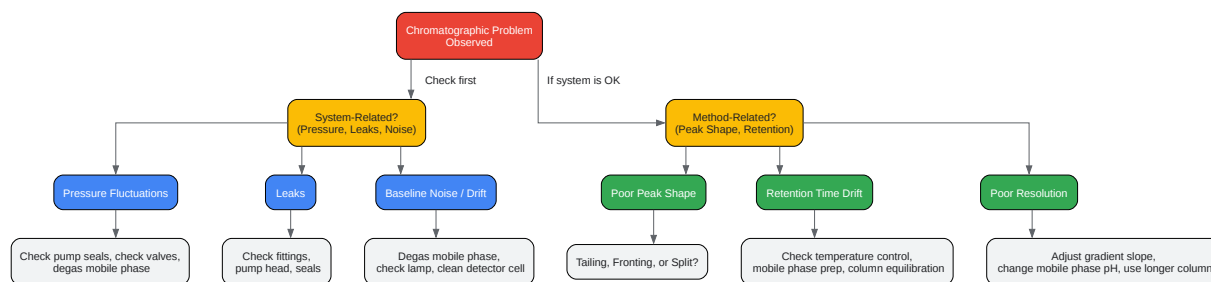 Chromatographic Problem
Observed
Check first
If system is OK
System-Related?
(Pressure, Leaks, Noise)
Method-Related?
(Peak Shape, Retention)
Pressure Fluctuations
Leaks
Baseline Noise / Drift
Poor Peak Shape
Retention Time Drift
Poor Resolution
Check pump seals, check valves,
degas mobile phase
Check fittings,
pump head, seals
Degas mobile phase,
check lamp, clean detector cell
Tailing, Fronting, or Split?
Check temperature control,
mobile phase prep, column equilibration
Adjust gradient slope,
change mobile phase pH, use longer column